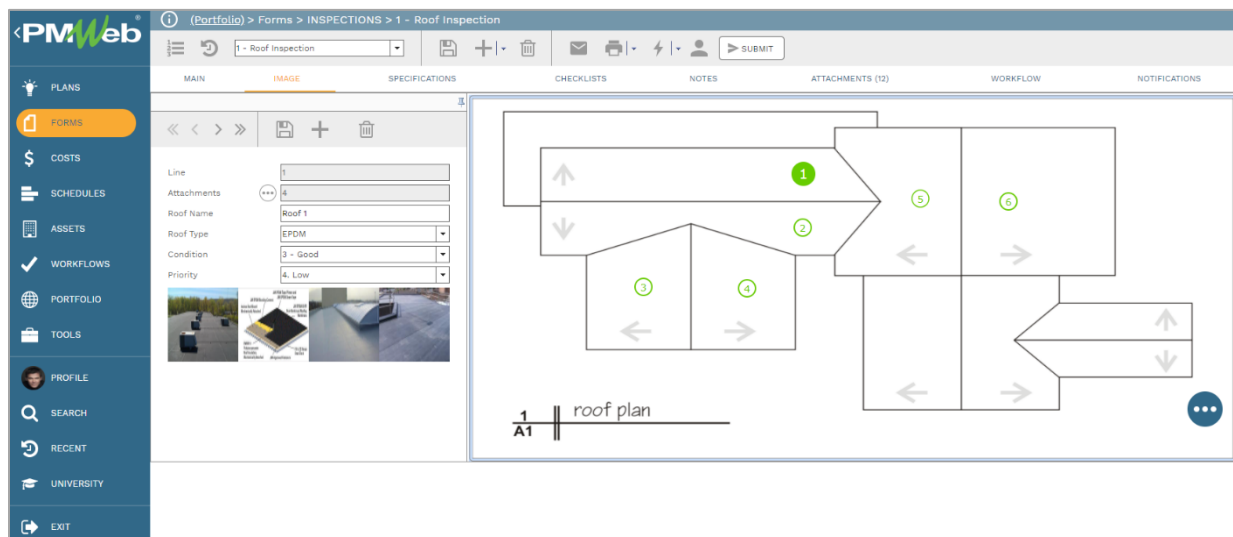 PMWeb®
(Portfolio) > Forms > INSPECTIONS > 1 - Roof Inspection
1 - Roof Inspection
SUBMIT
MAIN IMAGE SPECIFICATIONS CHECKLISTS NOTES ATTACHMENTS (12) WORKFLOW NOTIFICATIONS
PLANS
FORMS
COSTS
SCHEDULES
ASSETS
WORKFLOWS
PORTFOLIO
TOOLS
PROFILE
SEARCH
RECENT
UNIVERSITY
EXIT
Line 1
Attachments 4
Roof Name Roof 1
Roof Type EPDM
Condition 3 - Good
Priority 4. Low
1
2
3
4
5
6
1 roof plan
A1